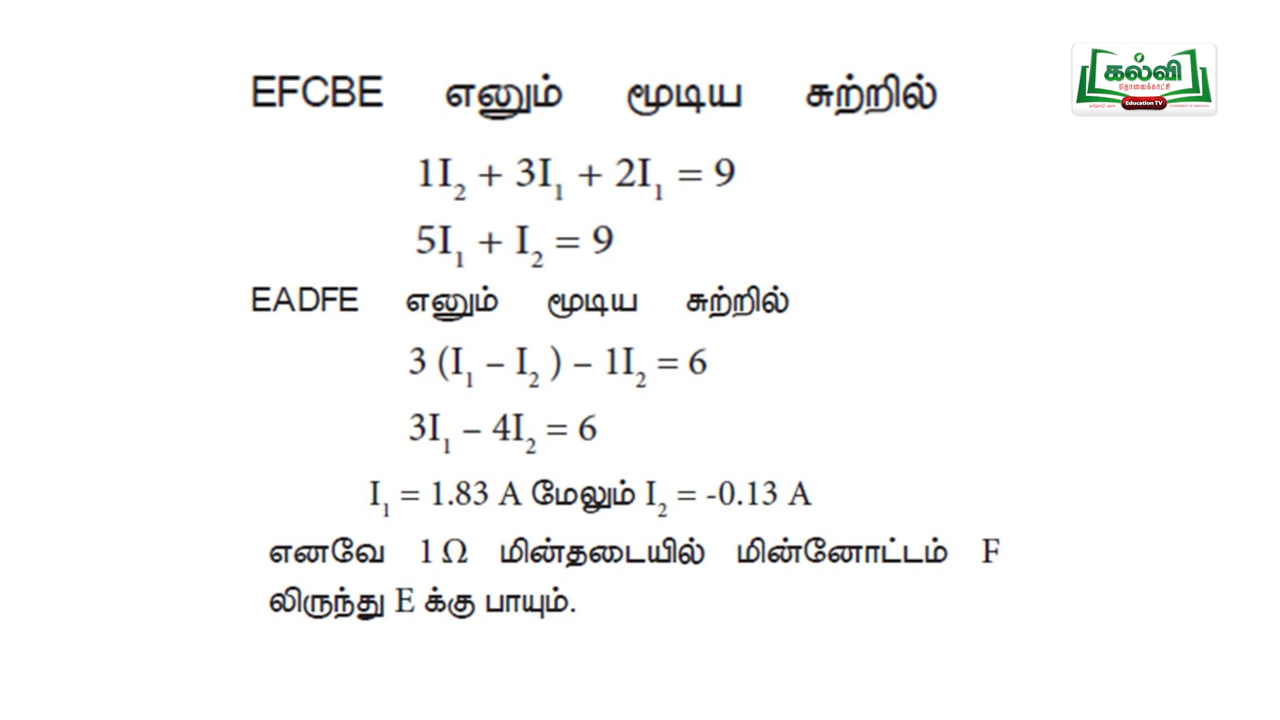 கல்வி
தொலைக்காட்சி
Education TV
EFCBE எனும் மூடிய சுற்றில்
1I₂ + 3I₁ + 2I₁ = 9
5I₁ + I₂ = 9
EADFE எனும் மூடிய சுற்றில்
3 (I₁ – I₂ ) – 1I₂ = 6
3I₁ – 4I₂ = 6
I₁ = 1.83 A மேலும் I₂ = -0.13 A
எனவே 1 Ω மின்தடையில் மின்னோட்டம் F
லிருந்து E க்கு பாயும்.